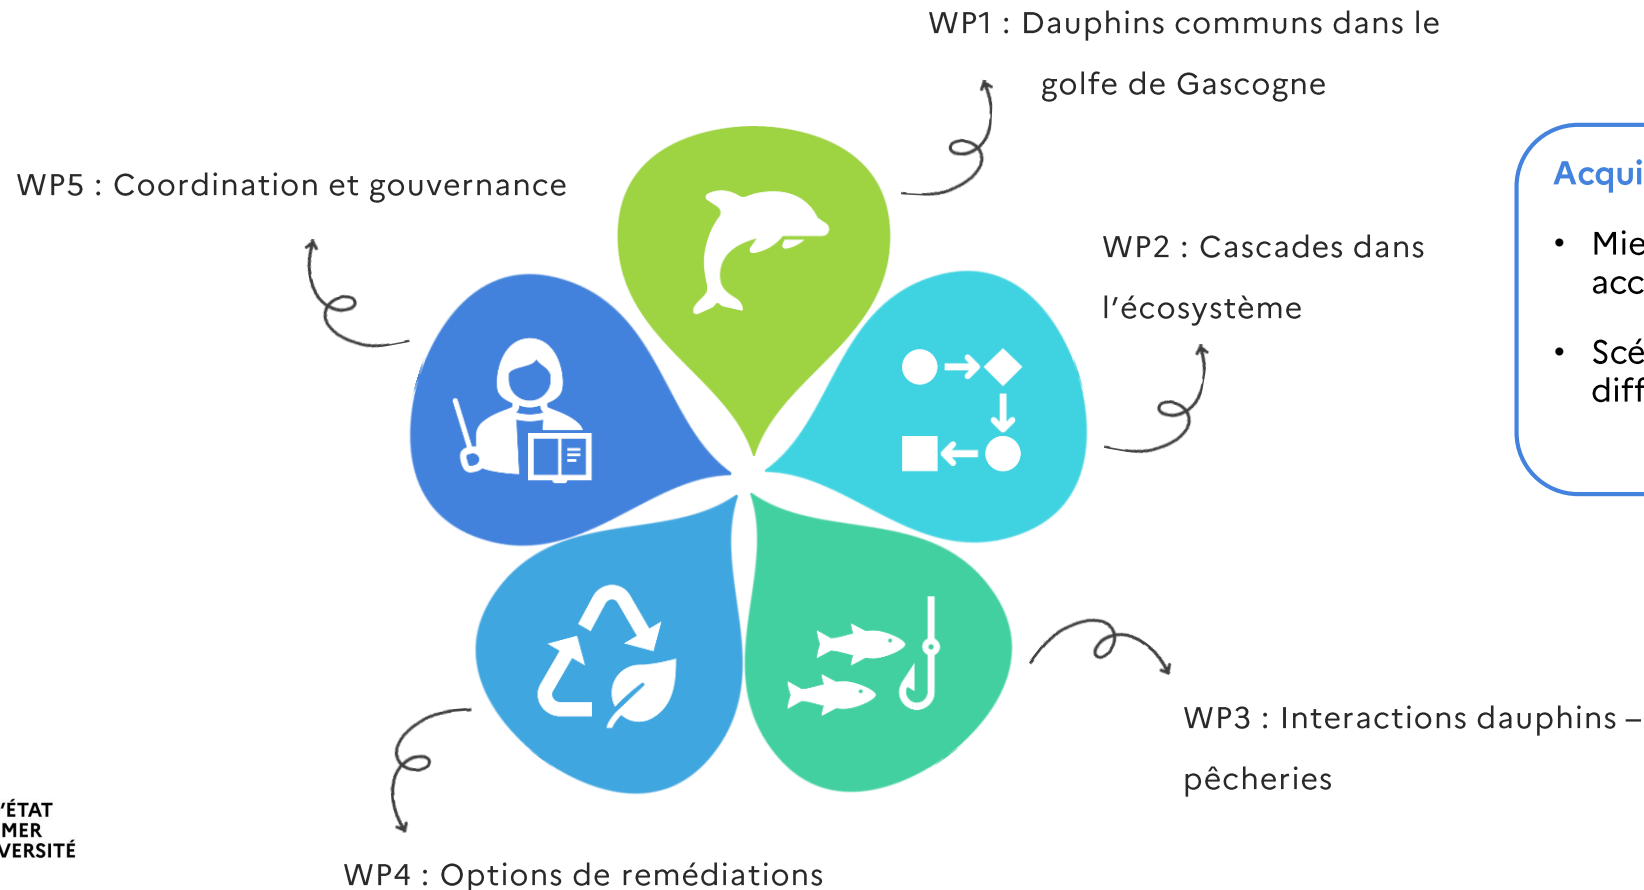 WP1 : Dauphins communs dans le
golfe de Gascogne
WP5 : Coordination et gouvernance
WP2 : Cascades dans
l'écosystème
WP3 : Interactions dauphins –
pêcheries
WP4 : Options de remédiations